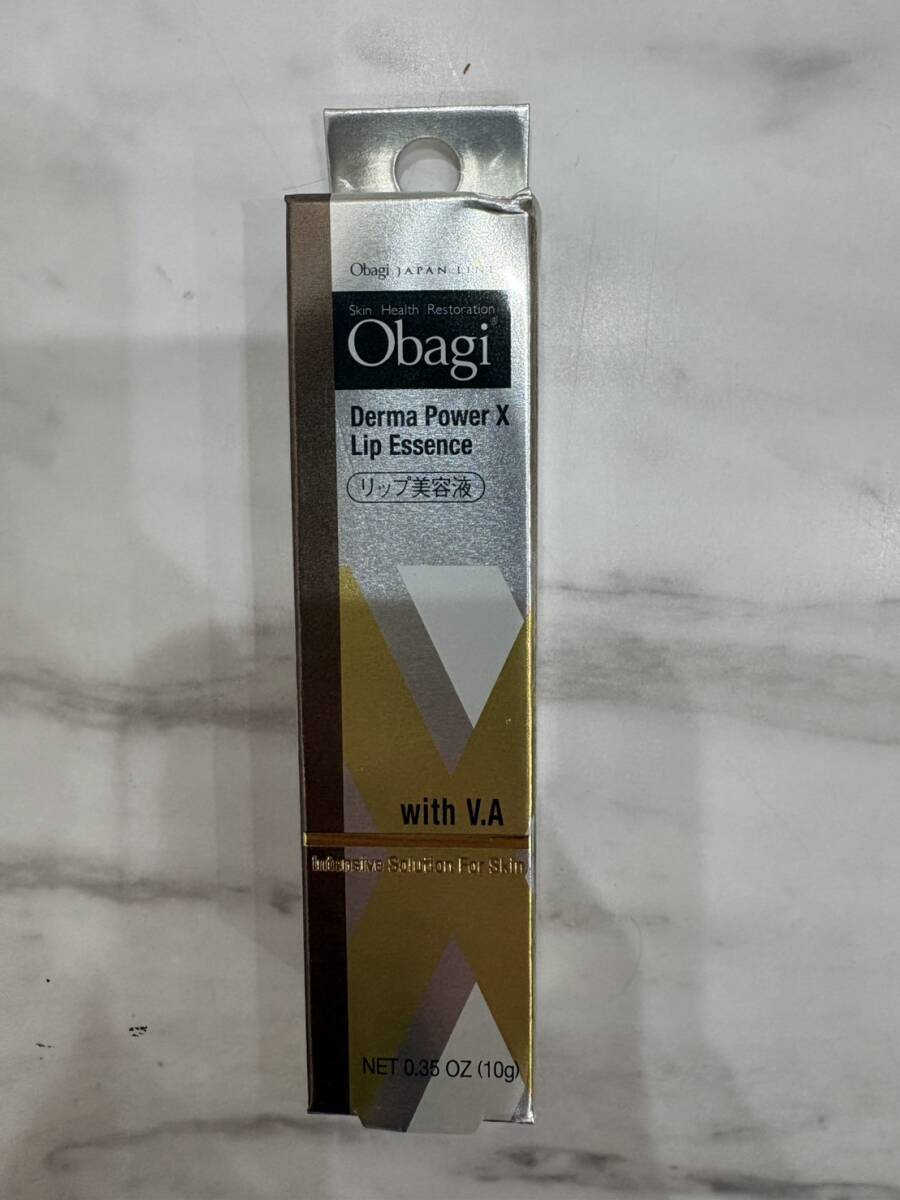 Obagi JAPAN LINE
Skin Health Restoration
Obagi®
Derma Power X
Lip Essence
リップ美容液
with V.A
Intensive Solution For Skin
NET 0.35 OZ (10g)